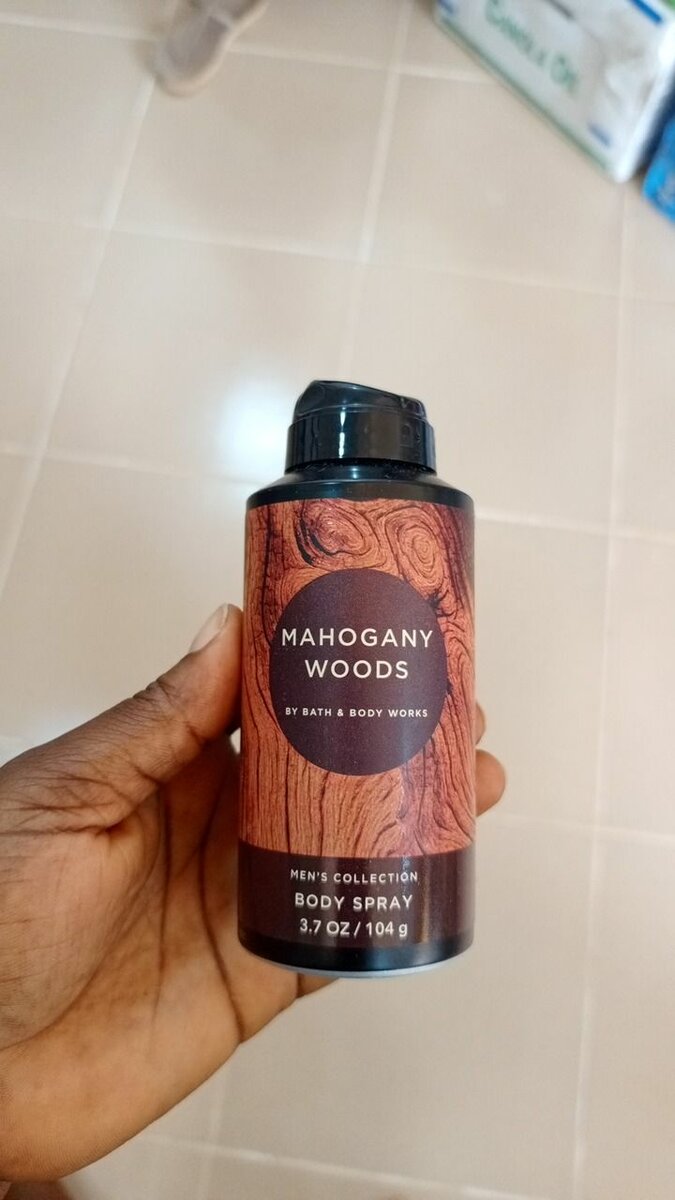 MAHOGANY
WOODS
BY BATH & BODY WORKS
MEN'S COLLECTION
BODY SPRAY
3.7 OZ / 104 g